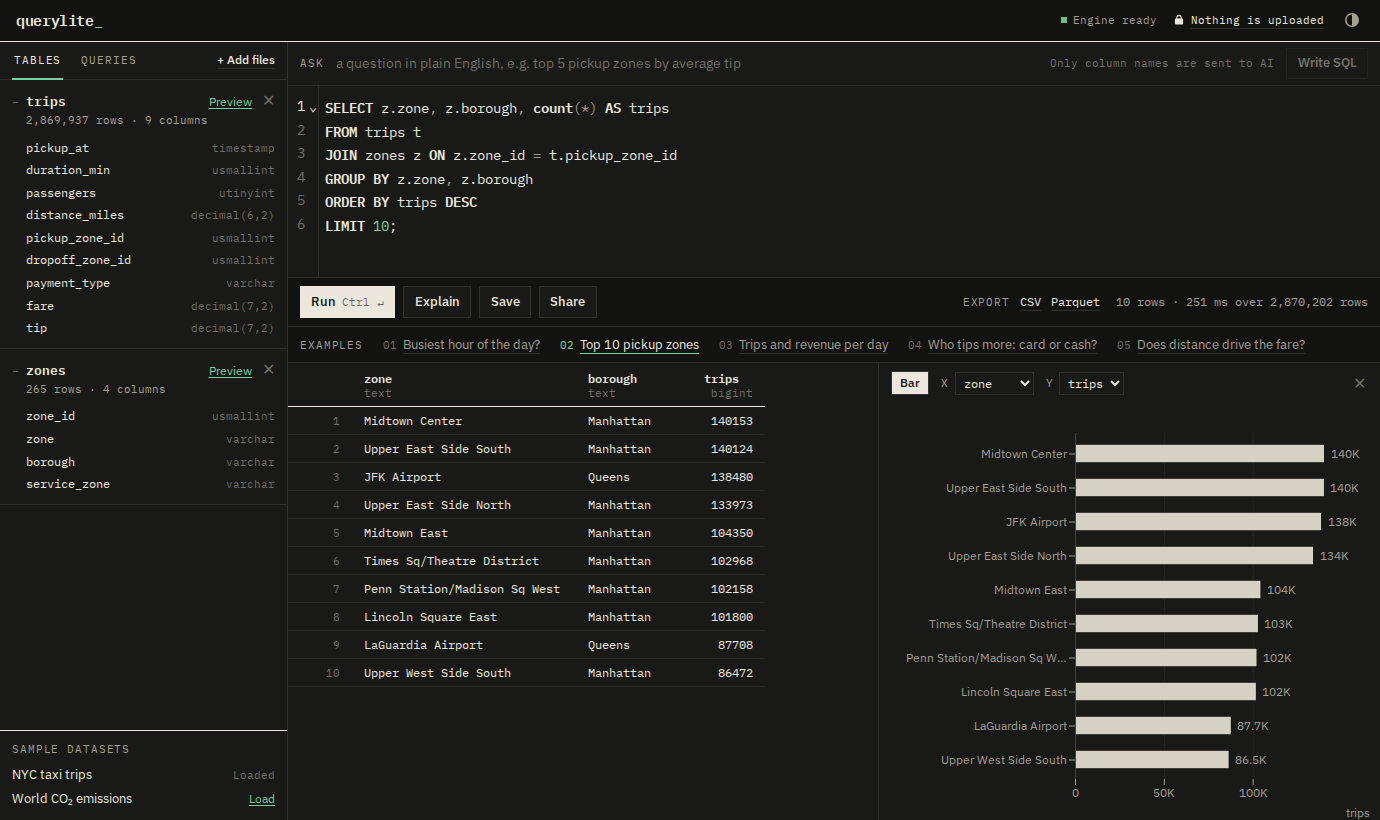 querylite_
Engine ready
Nothing is uploaded
TABLES QUERIES + Add files
ASK a question in plain English, e.g. top 5 pickup zones by average tip Only column names are sent to AI Write SQL
– trips Preview ✕
2,869,937 rows · 9 columns
pickup_at timestamp
duration_min usmallint
passengers utinyint
distance_miles decimal(6,2)
pickup_zone_id usmallint
dropoff_zone_id usmallint
payment_type varchar
fare decimal(7,2)
tip decimal(7,2)
– zones Preview ✕
265 rows · 4 columns
zone_id usmallint
zone varchar
borough varchar
service_zone varchar
SAMPLE DATASETS
NYC taxi trips Loaded
World CO₂ emissions Load
1 SELECT z.zone, z.borough, count(*) AS trips
2 FROM trips t
3 JOIN zones z ON z.zone_id = t.pickup_zone_id
4 GROUP BY z.zone, z.borough
5 ORDER BY trips DESC
6 LIMIT 10;
Run Ctrl ↵ Explain Save Share EXPORT CSV Parquet 10 rows · 251 ms over 2,870,202 rows
EXAMPLES 01 Busiest hour of the day? 02 Top 10 pickup zones 03 Trips and revenue per day 04 Who tips more: card or cash? 05 Does distance drive the fare?
zone borough trips
text text bigint
1 Midtown Center Manhattan 140153
2 Upper East Side South Manhattan 140124
3 JFK Airport Queens 138480
4 Upper East Side North Manhattan 133973
5 Midtown East Manhattan 104350
6 Times Sq/Theatre District Manhattan 102968
7 Penn Station/Madison Sq West Manhattan 102158
8 Lincoln Square East Manhattan 101800
9 LaGuardia Airport Queens 87708
10 Upper West Side South Manhattan 86472
Bar X zone Y trips ✕
Midtown Center 140K
Upper East Side South 140K
JFK Airport 138K
Upper East Side North 134K
Midtown East 104K
Times Sq/Theatre District 103K
Penn Station/Madison Sq W... 102K
Lincoln Square East 102K
LaGuardia Airport 87.7K
Upper West Side South 86.5K
0 50K 100K
trips